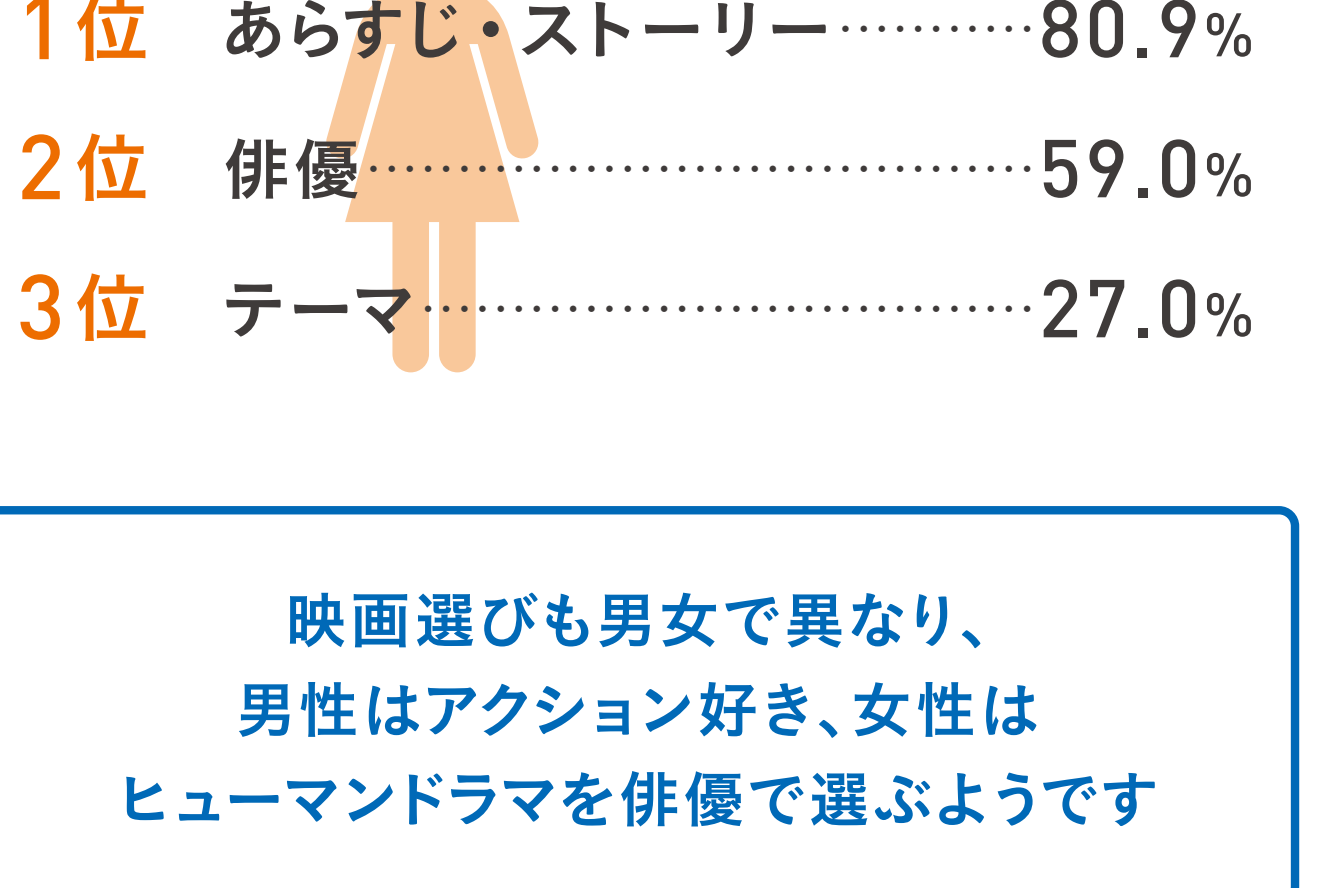 1位 あらすじ・ストーリー…………80.9%
2位 俳優…………………………………59.0%
3位 テーマ………………………………27.0%
映画選びも男女で異なり、
男性はアクション好き、女性は
ヒューマンドラマを俳優で選ぶようです